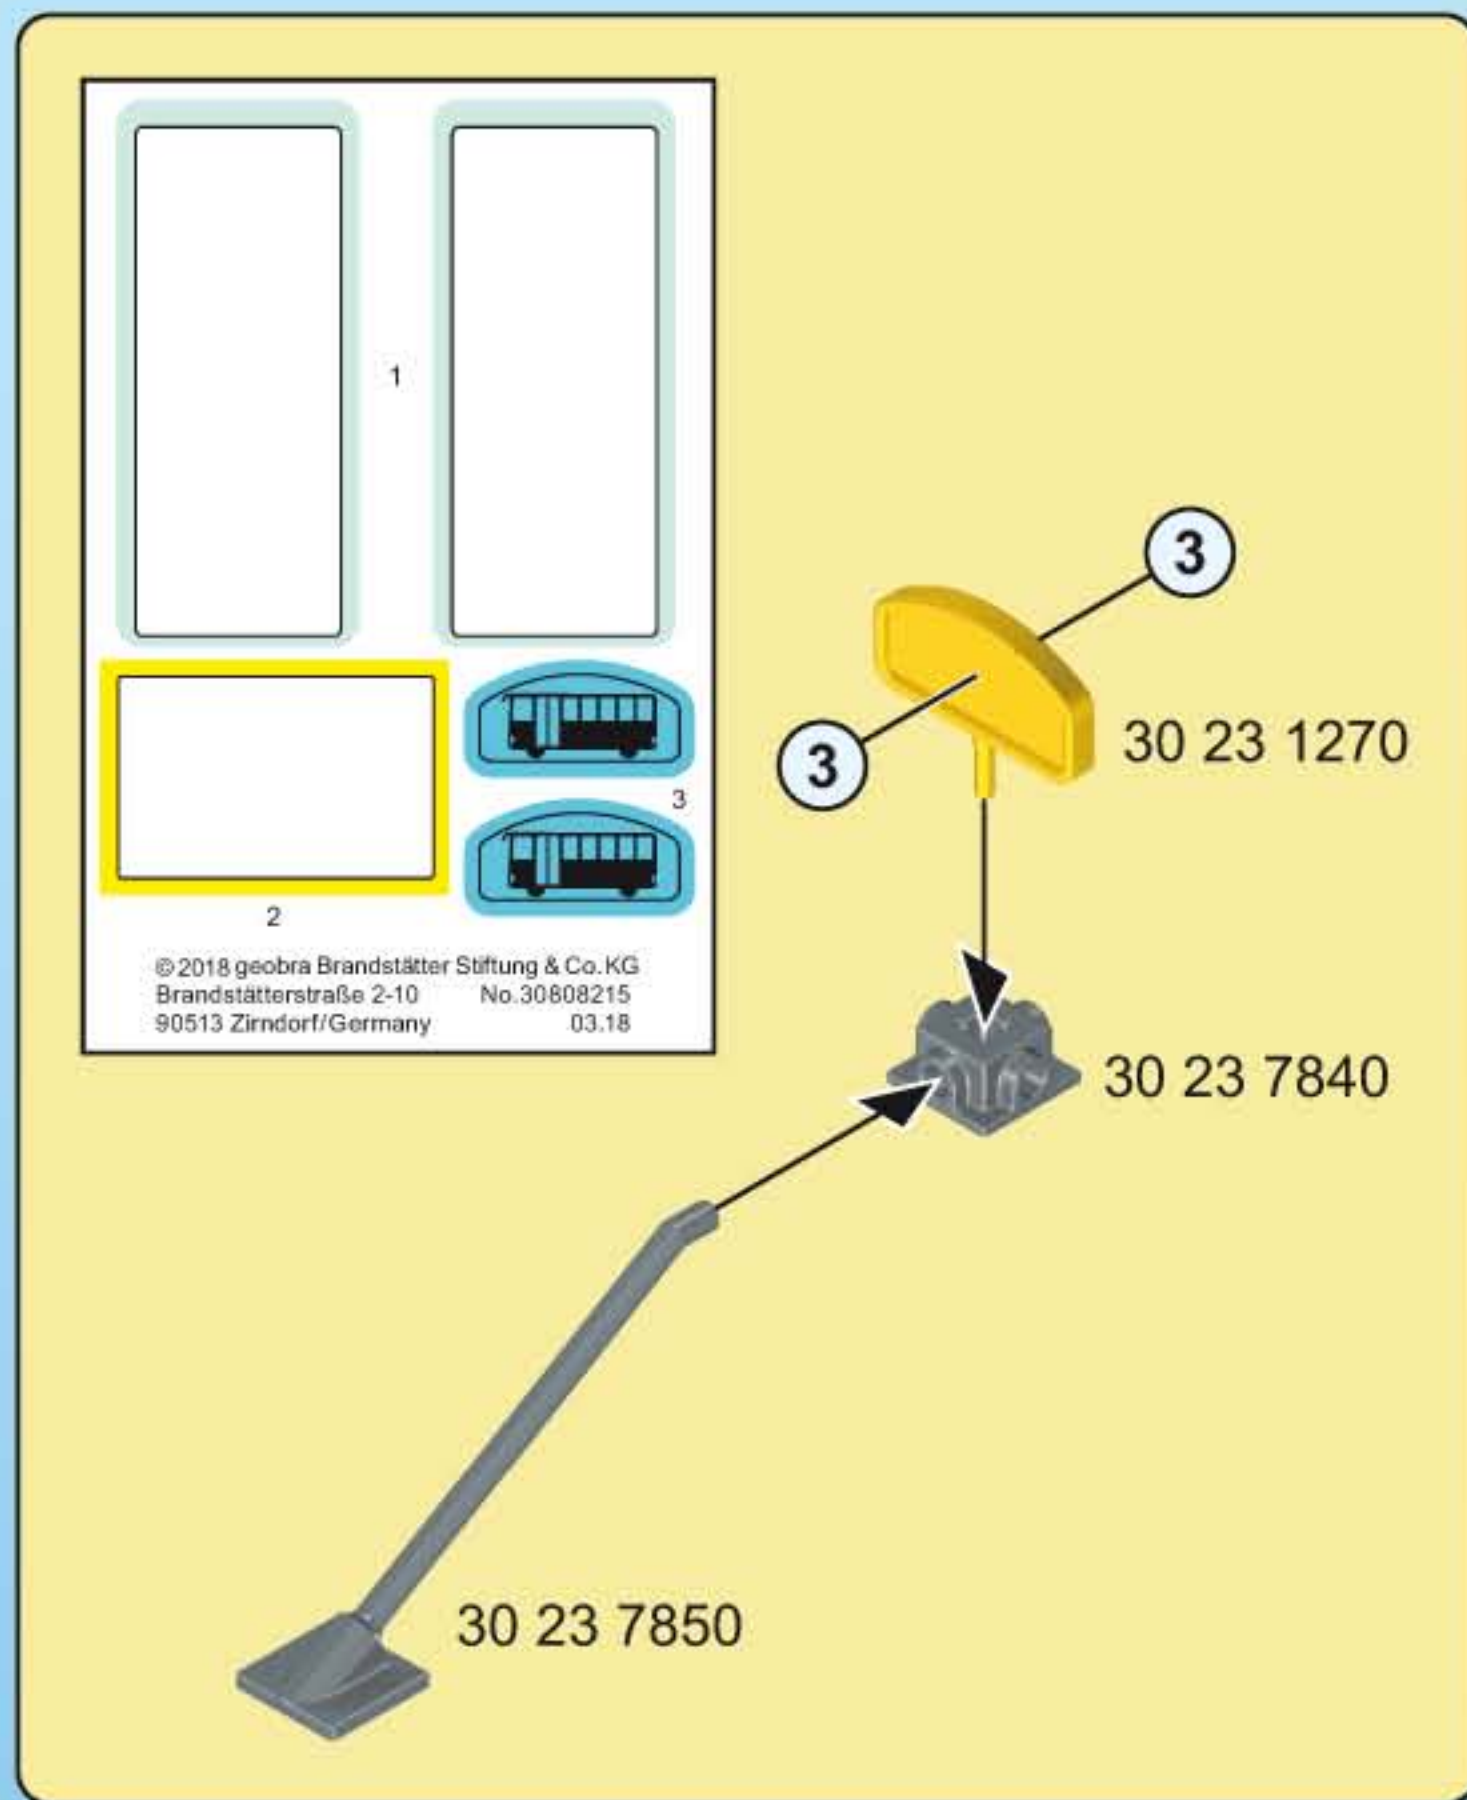 1
3
2
© 2018 geobra Brandstätter Stiftung & Co. KG
Brandstätterstraße 2-10 No.30808215
90513 Zirndorf/Germany 03.18
3
3
30 23 1270
30 23 7840
30 23 7850